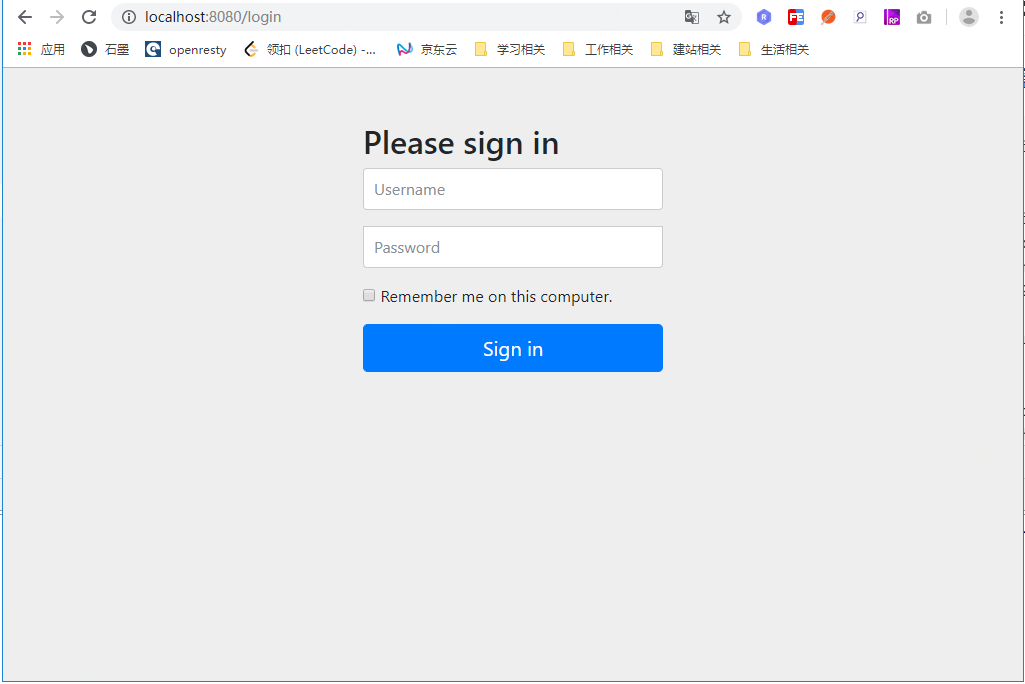 localhost:8080/login
应用 石墨 openresty 领扣 (LeetCode) -... 京东云 学习相关 工作相关 建站相关 生活相关
Please sign in
Username
Password
Remember me on this computer.
Sign in